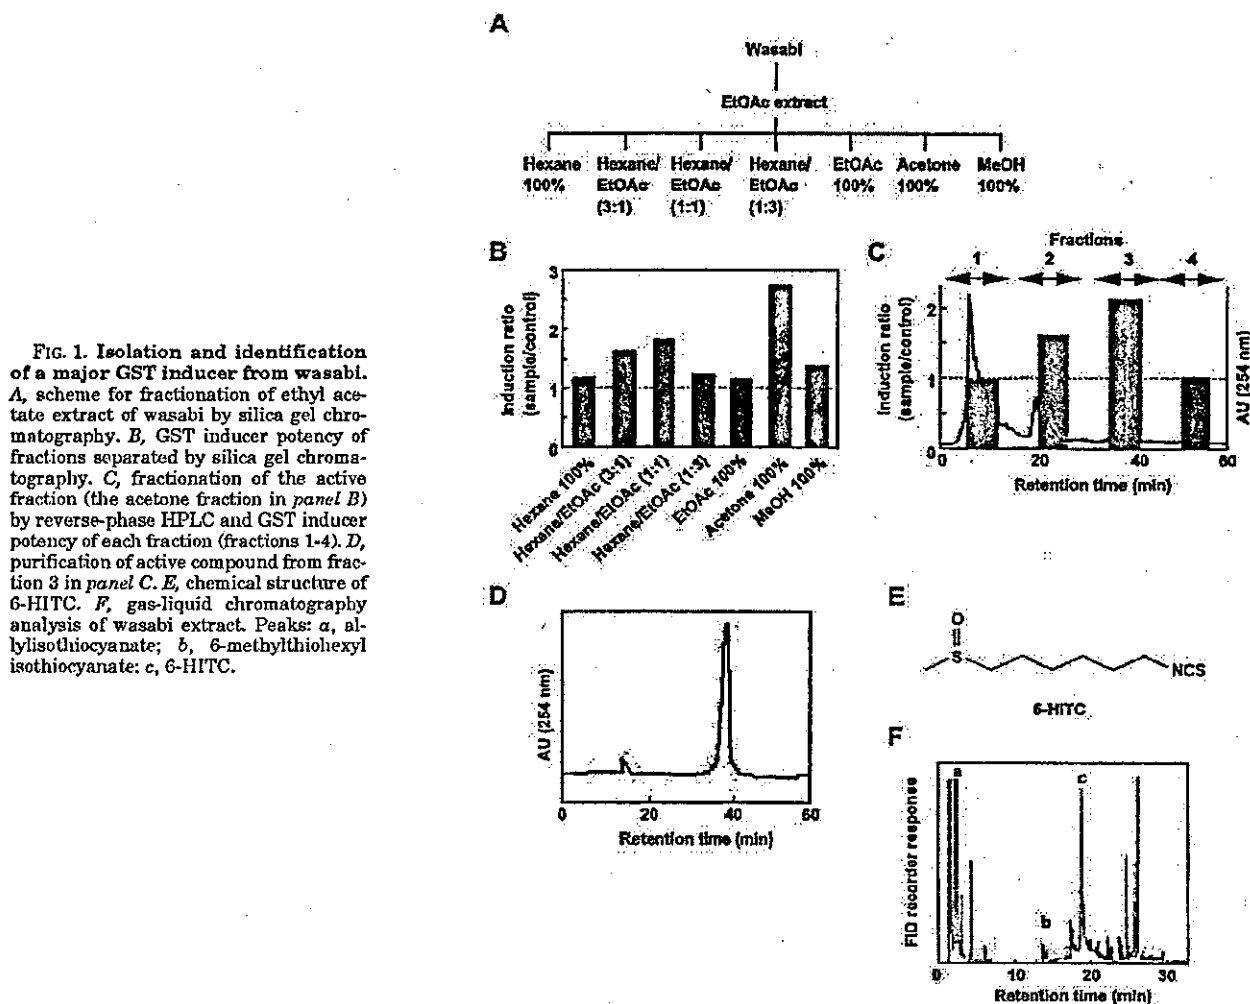 FIG. 1. Isolation and identification
of a major GST inducer from wasabi.
A, scheme for fractionation of ethyl ace-
tate extract of wasabi by silica gel chro-
matography. B, GST inducer potency of
fractions separated by silica gel chroma-
tography. C, fractionation of the active
fraction (the acetone fraction in panel B)
by reverse-phase HPLC and GST inducer
potency of each fraction (fractions 1-4). D,
purification of active compound from frac-
tion 3 in panel C. E, chemical structure of
6-HITC. F, gas-liquid chromatography
analysis of wasabi extract. Peaks: a, al-
lylisothiocyanate; b, 6-methylthiohexyl
isothiocyanate; c, 6-HITC.
A
Wasabi
EtOAc extract
Hexane Hexane/ Hexane/ Hexane/ EtOAc Acetone MeOH
100% EtOAc EtOAc EtOAc 100% 100% 100%
(3:1) (1:1) (1:3)
B
Induction ratio
(sample/control)
3
2
1
0
Hexane 100%
Hexane/EtOAc (3:1)
Hexane/EtOAc (1:1)
Hexane/EtOAc (1:3)
EtOAc 100%
Acetone 100%
MeOH 100%
C
Fractions
1 2 3 4
Induction ratio
(sample/control)
2
1
0
0 20 40 60
Retention time (min)
AU (254 nm)
D
AU (254 nm)
0 20 40 60
Retention time (min)
E
O
S
NCS
6-HITC
F
FID recorder response
a c
b
0 10 20 30
Retention time (min)